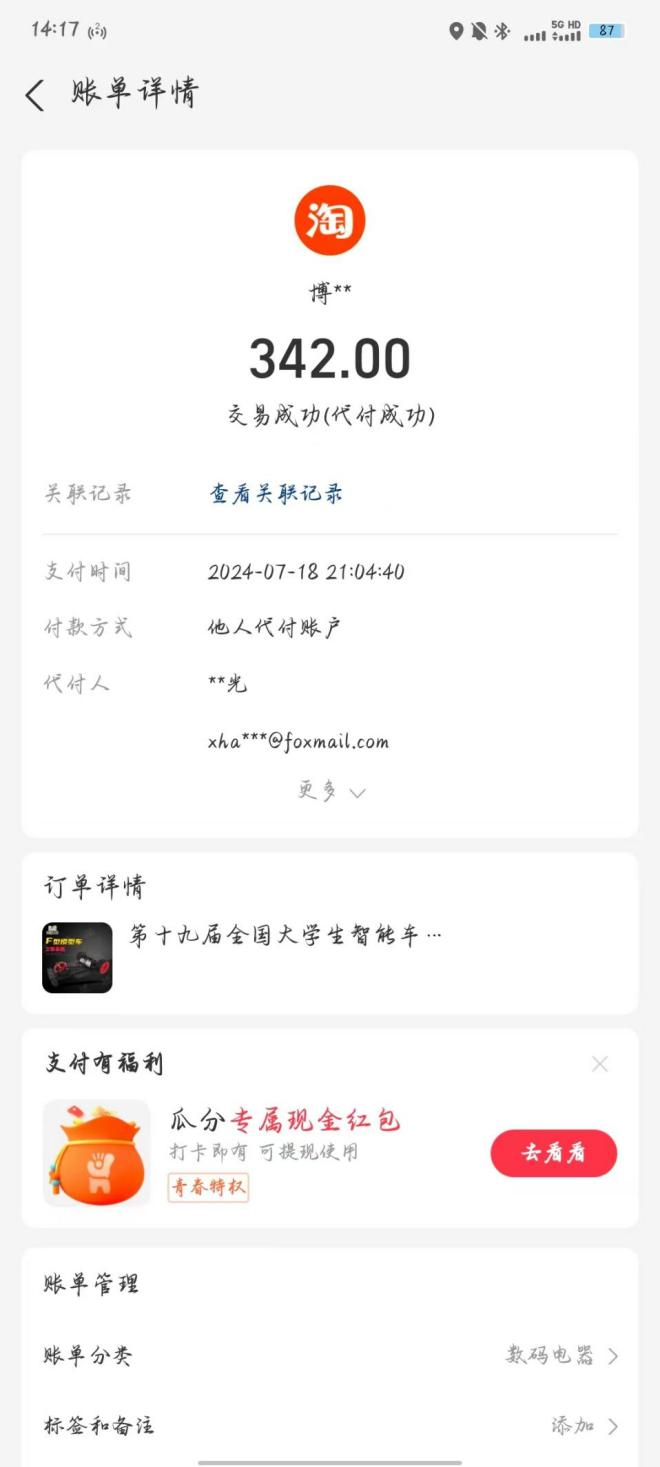 14:17
5G HD
87
账单详情
淘
博**
342.00
交易成功(代付成功)
关联记录 查看关联记录
支付时间 2024-07-18 21:04:40
付款方式 他人代付账户
代付人 **光
xha***@foxmail.com
更多
订单详情
F型模型车
第十九届全国大学生智能车…
支付有福利
瓜分专属现金红包
打卡即有 可提现使用
去看看
青春特权
账单管理
账单分类 数码电器
标签和备注 添加